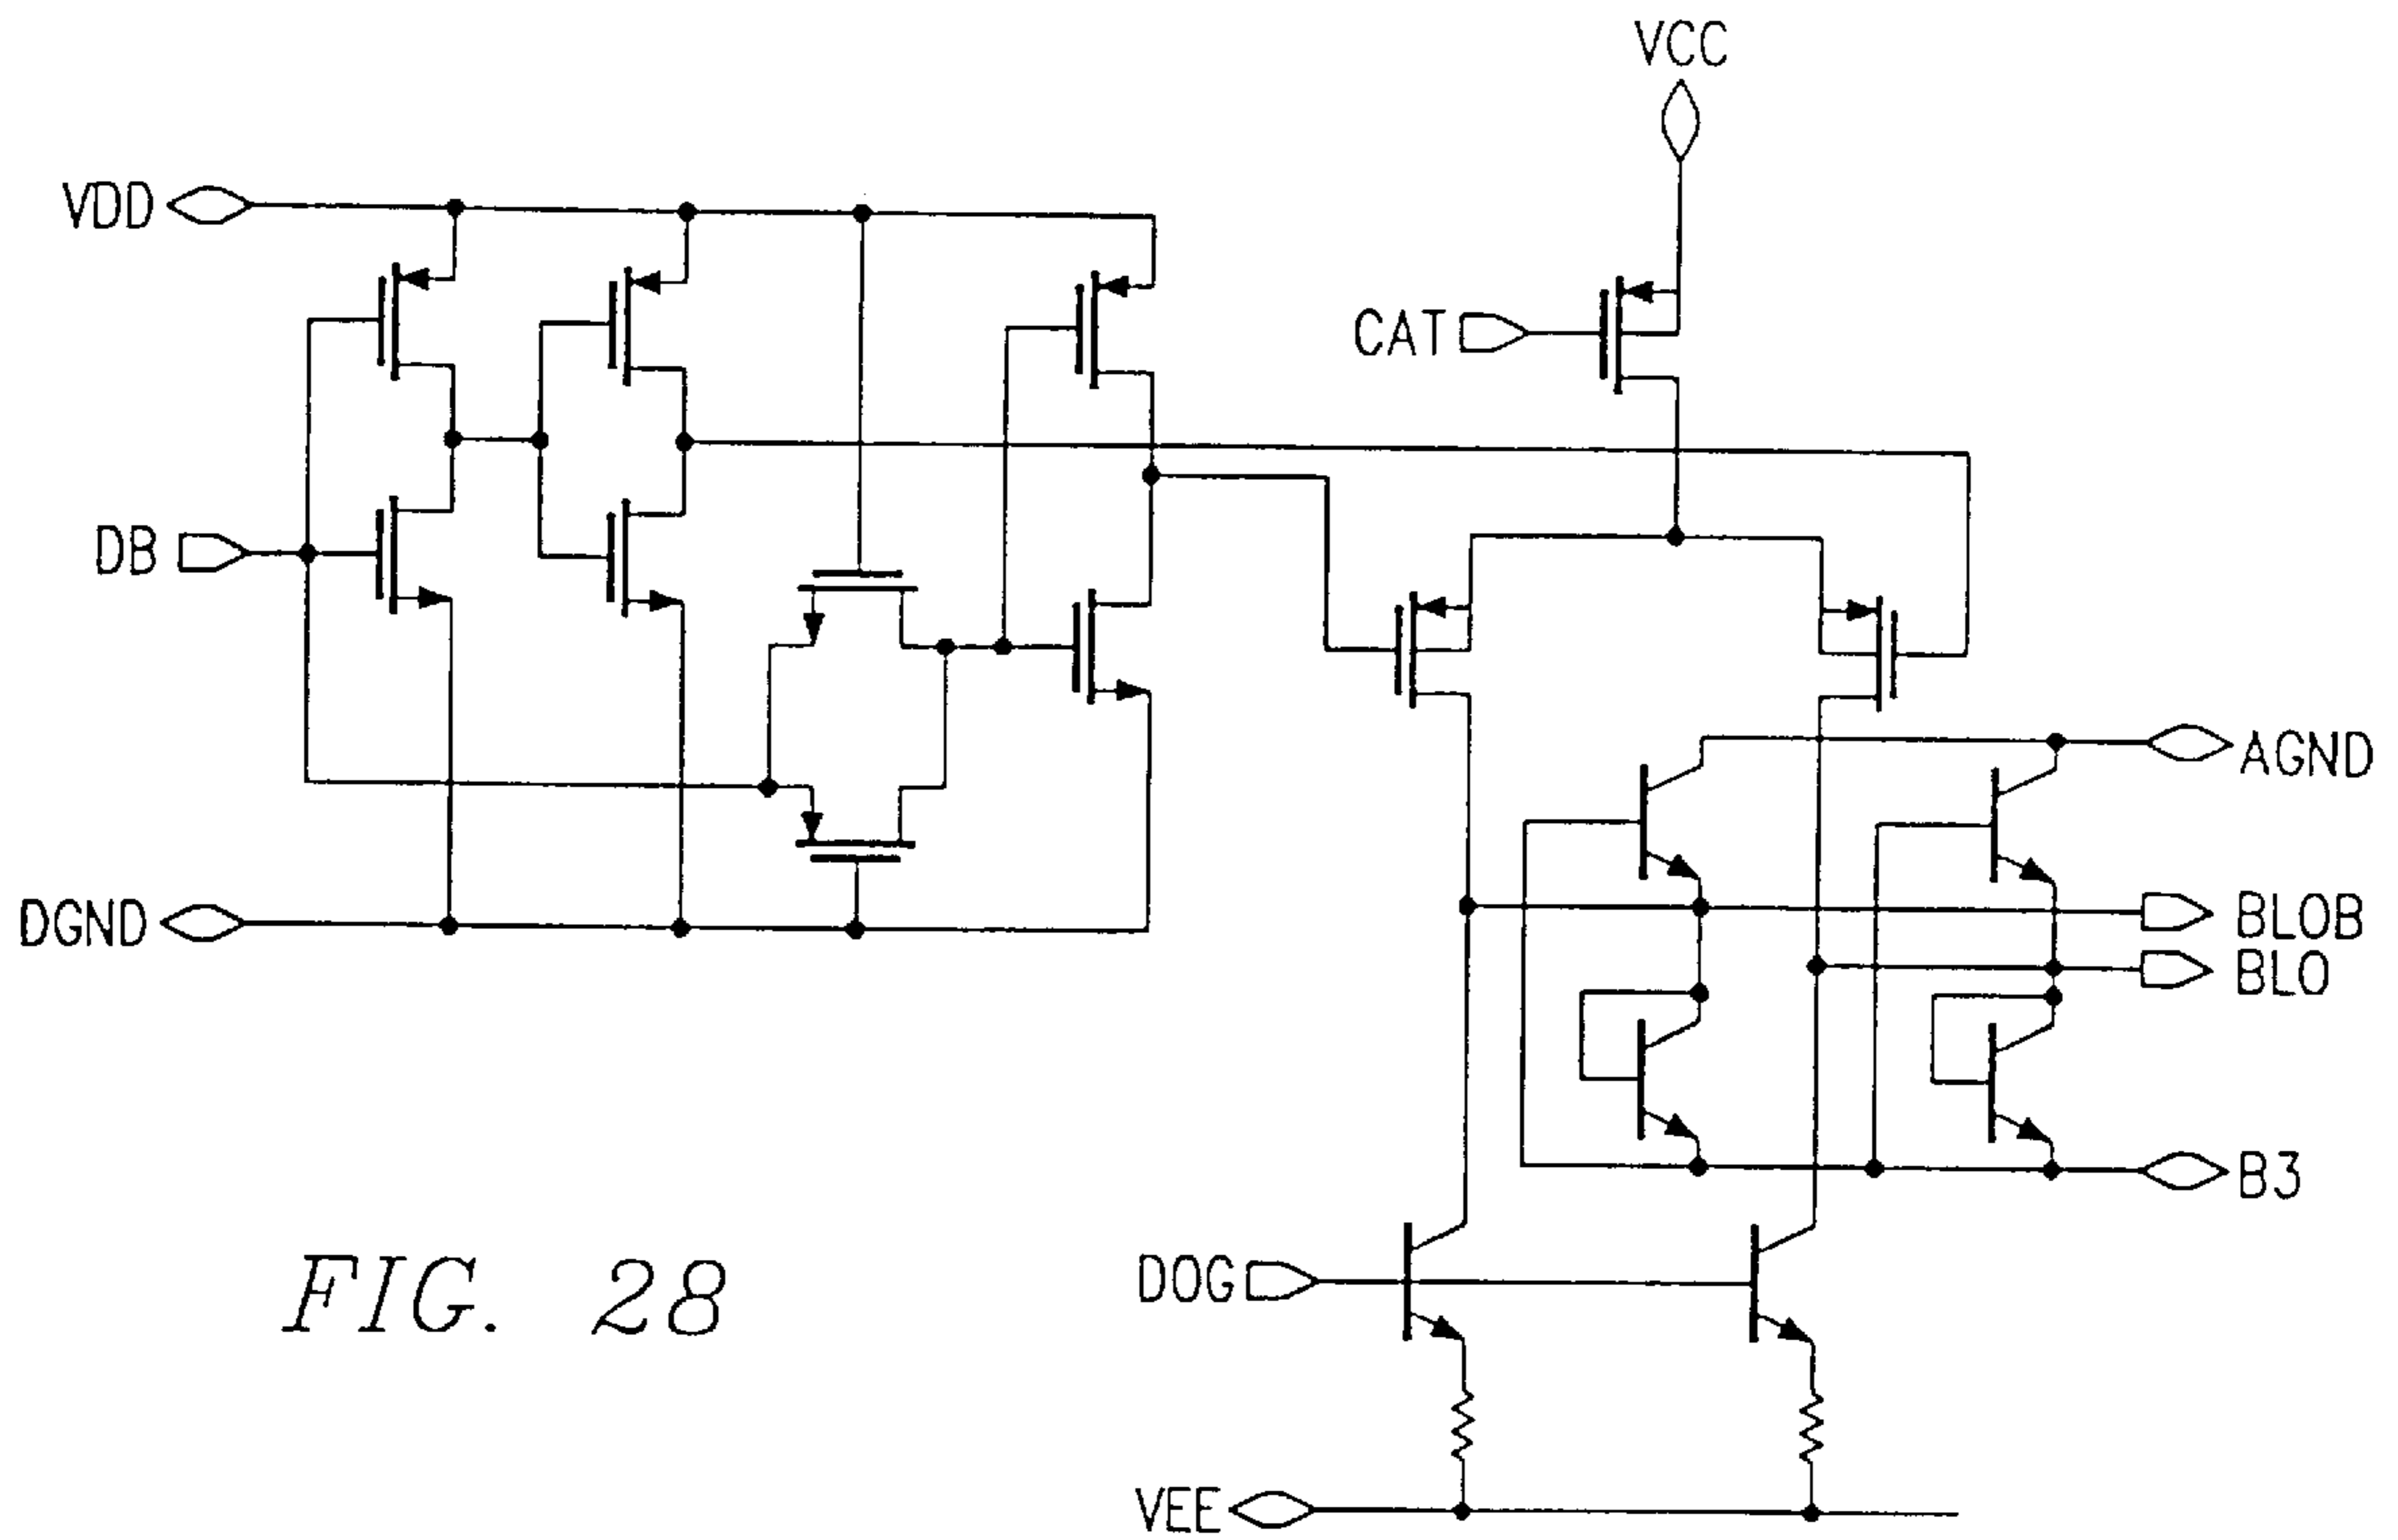 VCC
VDD
CAT
DB
AGND
DGND
BLOB
BLO
B3
DOG
FIG. 28
VEE